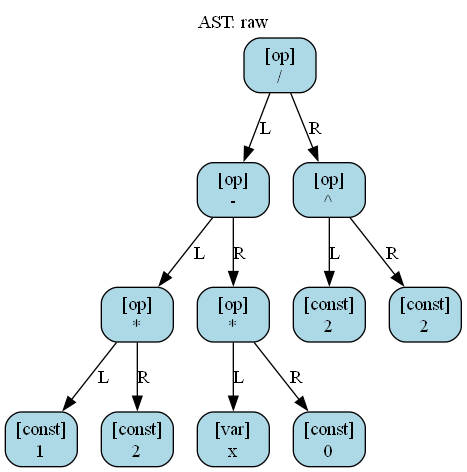 AST: raw
[op]
/
L
R
[op]
-
[op]
^
L
R
L
R
[op]
*
[op]
*
[const]
2
[const]
2
L
R
L
R
[const]
1
[const]
2
[var]
x
[const]
0